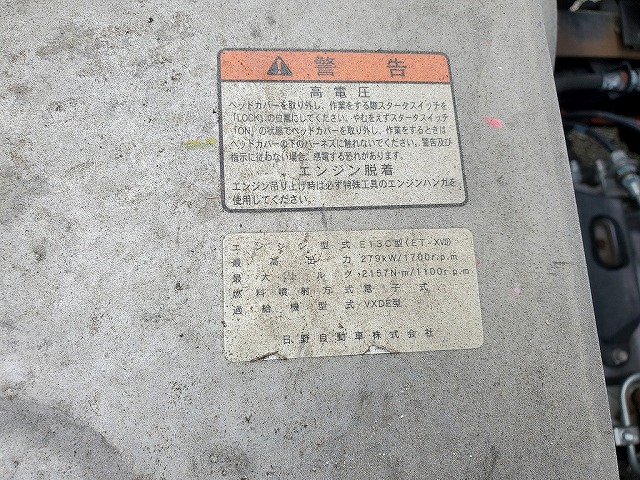 警告
高電圧
ヘッドカバーを取り外し、作業をする際スタータスイッチを
「LOCK」の位置にしてください。やむをえずスタータスイッチ
「ON」の状態でヘッドカバーを取り外し、作業をするときは
ヘッドカバーの下のハーネスに触れないでください。警告及び
指示に従わない場合、感電する恐れがあります。
エンジン脱着
エンジン吊り上げ時は必ず特殊工具のエンジンハンガを
使用してください。
エンジン型式 E13C型
最高出力 279kW/1700r.p.m
最大トルク 2157N·m/1100r.p.m
燃料噴射方式 電子式
過給機型式 VXDE型
日野自動車株式会社